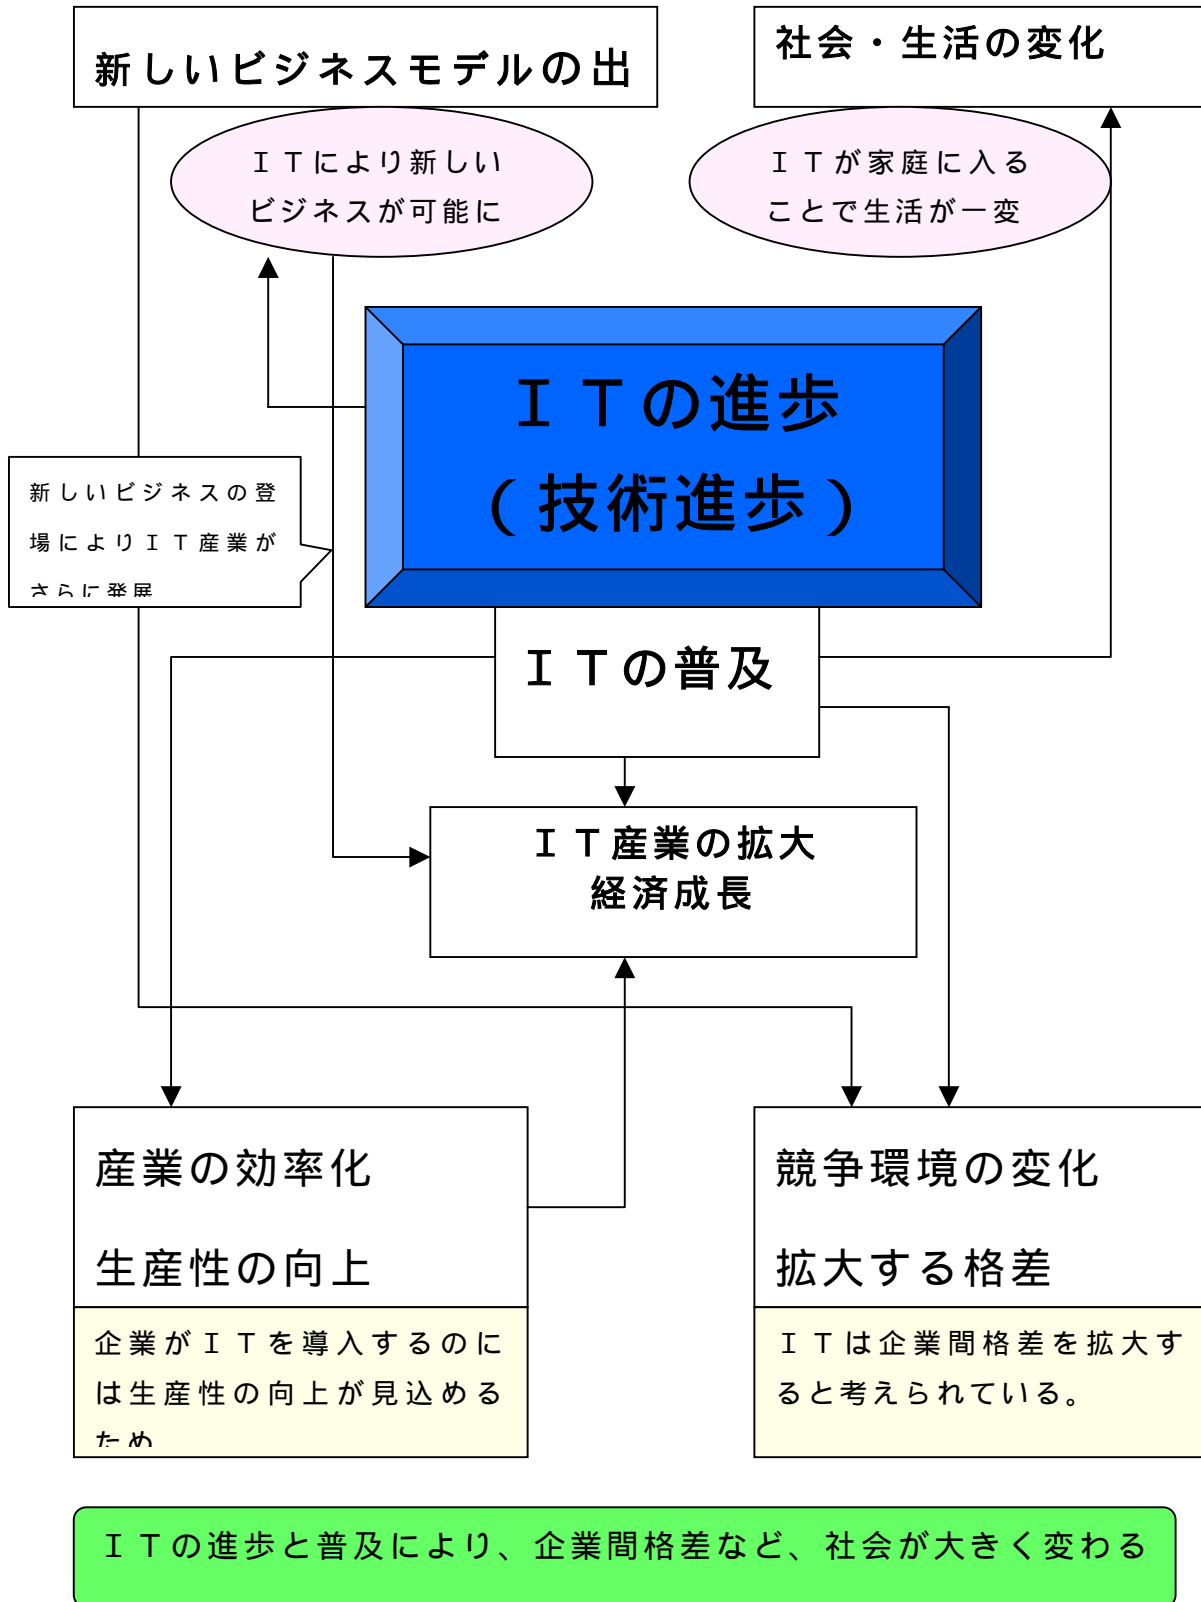 新しいビジネスモデルの出
社会・生活の変化
ＩＴにより新しい
ビジネスが可能に
ＩＴが家庭に入る
ことで生活が一変
ＩＴの進歩
（技術進歩）
新しいビジネスの登
場によりＩＴ産業が
さらに発展
ＩＴの普及
ＩＴ産業の拡大
経済成長
産業の効率化
生産性の向上
企業がＩＴを導入するのに
は生産性の向上が見込める
ため
競争環境の変化
拡大する格差
ＩＴは企業間格差を拡大す
ると考えられている。
ＩＴの進歩と普及により、企業間格差など、社会が大きく変わる